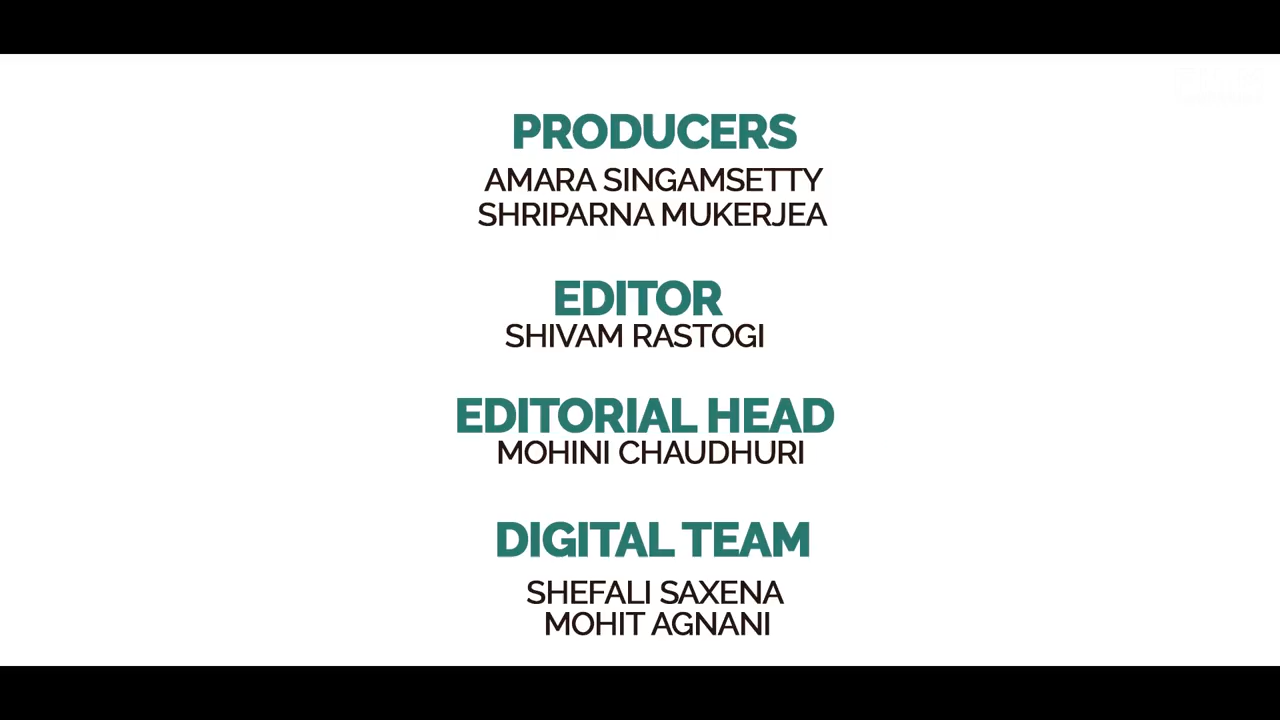 PRODUCERS
AMARA SINGAMSETTY
SHRIPARNA MUKERJEA
EDITOR
SHIVAM RASTOGI
EDITORIAL HEAD
MOHINI CHAUDHURI
DIGITAL TEAM
SHEFALI SAXENA
MOHIT AGNANI